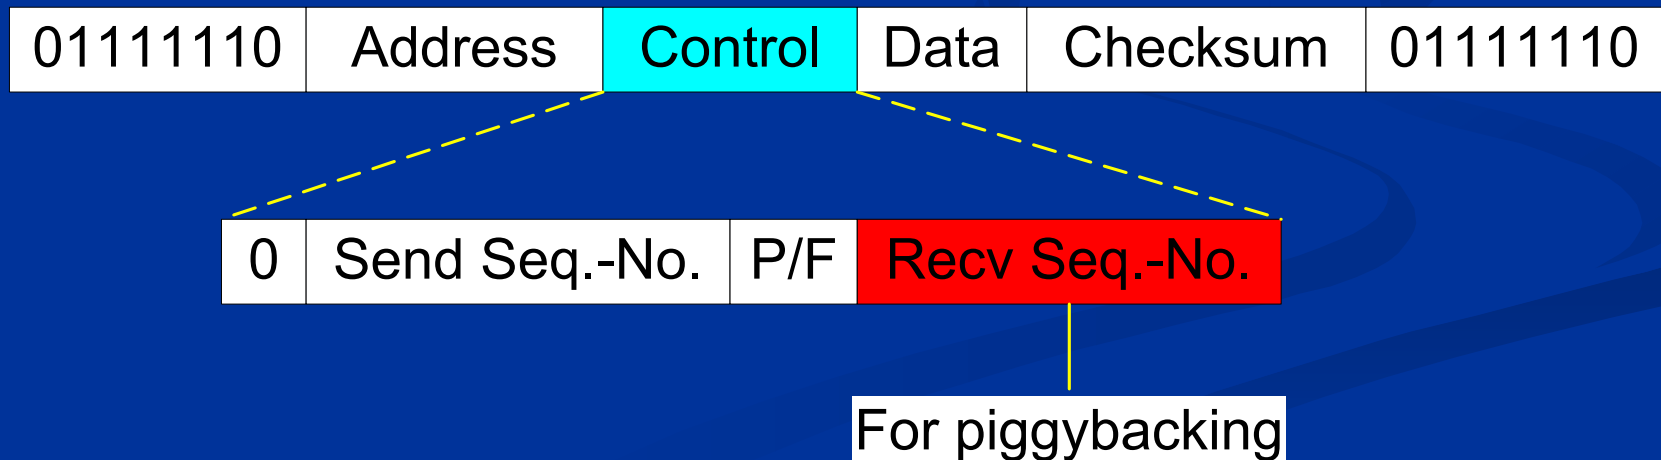 01111110 Address Control Data Checksum 01111110
0 Send Seq.-No. P/F Recv Seq.-No.
For piggybacking